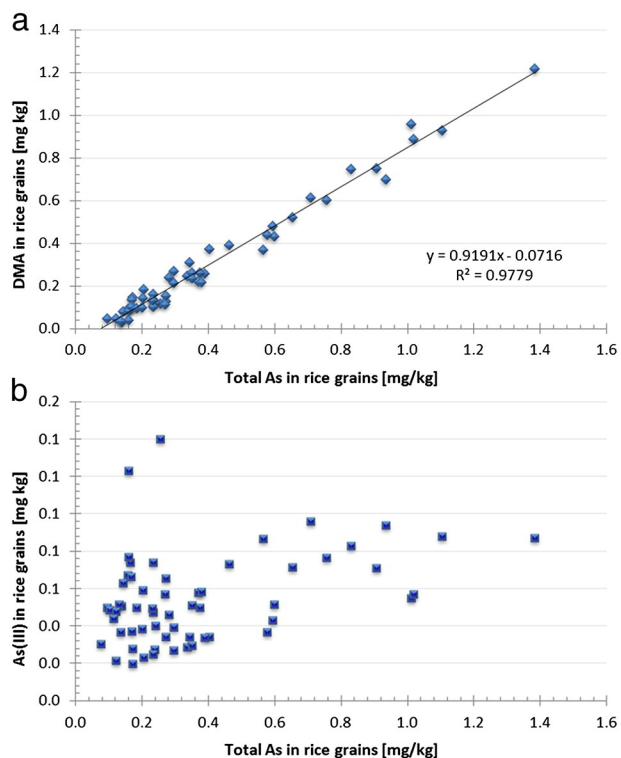 a
1.4
1.2
1.0
0.8
0.6
0.4
0.2
0.0
DMA in rice grains [mg kg]
y = 0.9191x - 0.0716
R² = 0.9779
0.0 0.2 0.4 0.6 0.8 1.0 1.2 1.4 1.6
Total As in rice grains [mg/kg]
b
0.2
0.1
0.1
0.1
0.1
0.1
0.0
0.0
0.0
As(III) in rice grains [mg kg]
0.0 0.2 0.4 0.6 0.8 1.0 1.2 1.4 1.6
Total As in rice grains [mg/kg]